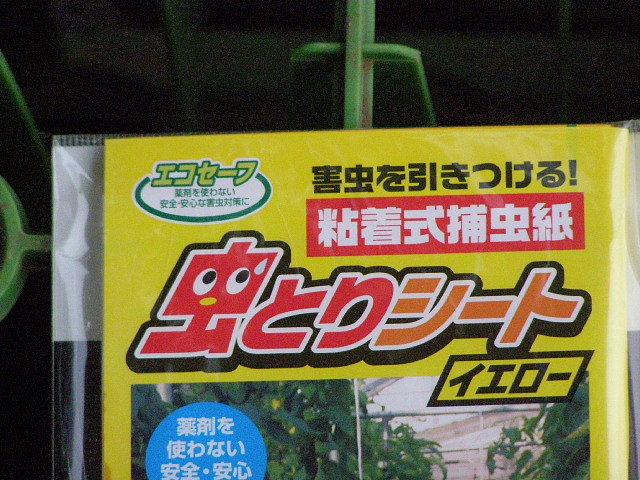 エコセーフ
薬剤を使わない
安全・安心な害虫対策に
害虫を引きつける!
粘着式捕虫紙
虫とりシート
イエロー
薬剤を
使わない
安全・安心